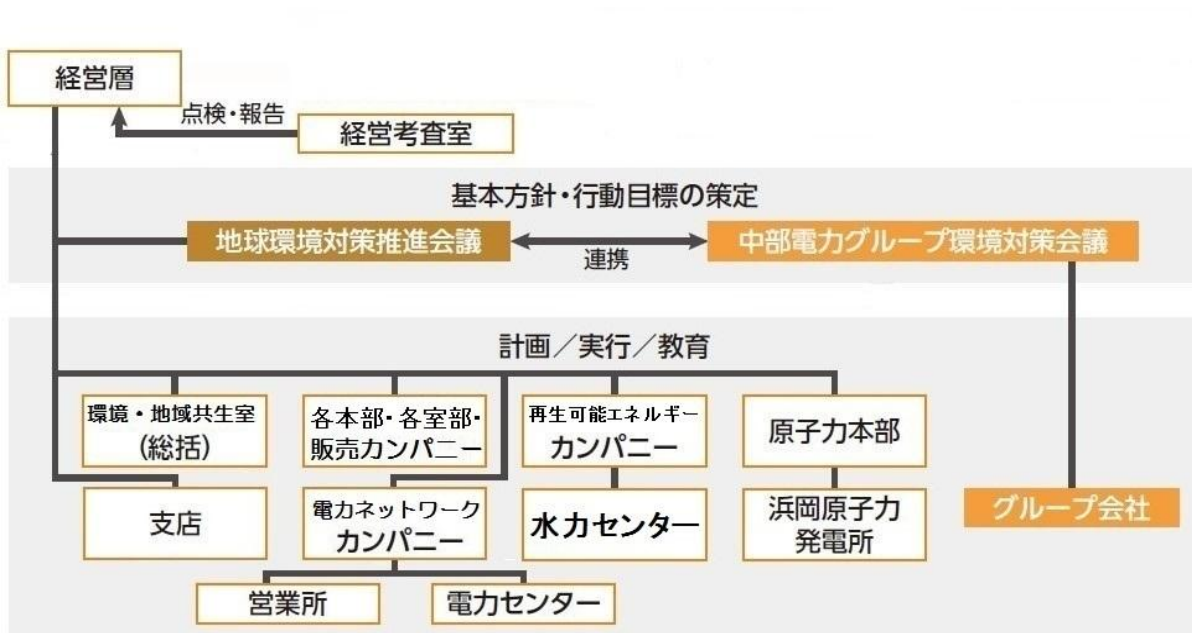 経営層
点検・報告
経営考査室
基本方針・行動目標の策定
地球環境対策推進会議
連携
中部電力グループ環境対策会議
計画／実行／教育
環境・地域共生室
(総括)
各本部・各室部・
販売カンパニー
再生可能エネルギー
カンパニー
原子力本部
支店
電力ネットワーク
カンパニー
水力センター
浜岡原子力
発電所
グループ会社
営業所
電力センター